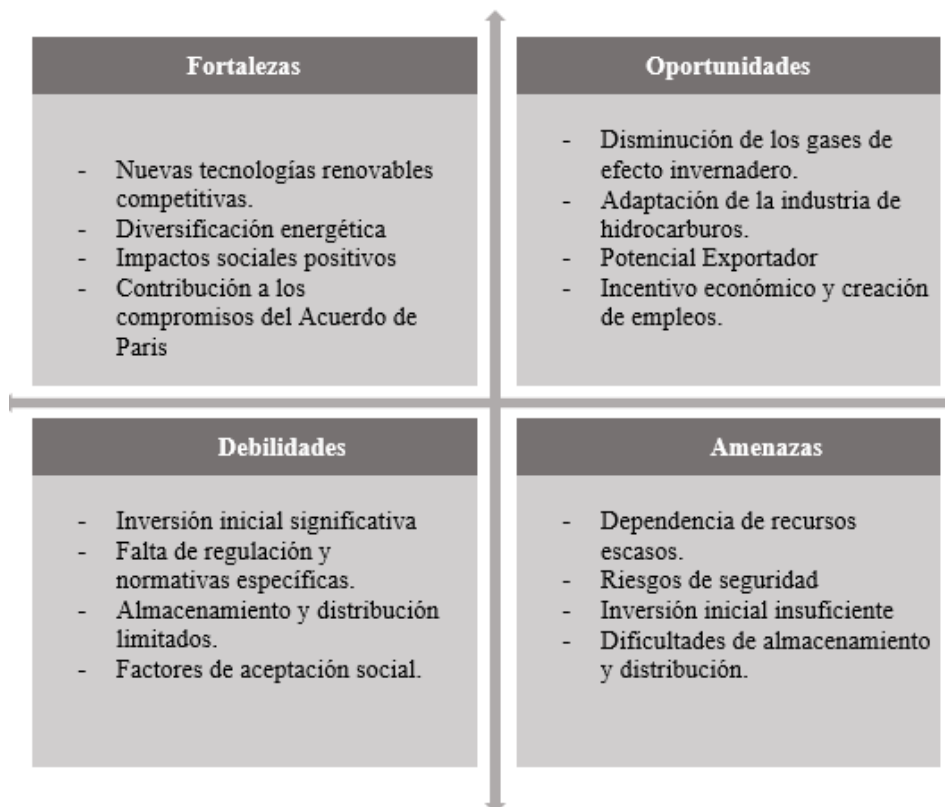 Fortalezas
- Nuevas tecnologías renovables
competitivas.
- Diversificación energética
- Impactos sociales positivos
- Contribución a los
compromisos del Acuerdo de
Paris
Oportunidades
- Disminución de los gases de
efecto invernadero.
- Adaptación de la industria de
hidrocarburos.
- Potencial Exportador
- Incentivo económico y creación
de empleos.
Debilidades
- Inversión inicial significativa
- Falta de regulación y
normativas específicas.
- Almacenamiento y distribución
limitados.
- Factores de aceptación social.
Amenazas
- Dependencia de recursos
escasos.
- Riesgos de seguridad
- Inversión inicial insuficiente
- Dificultades de almacenamiento
y distribución.